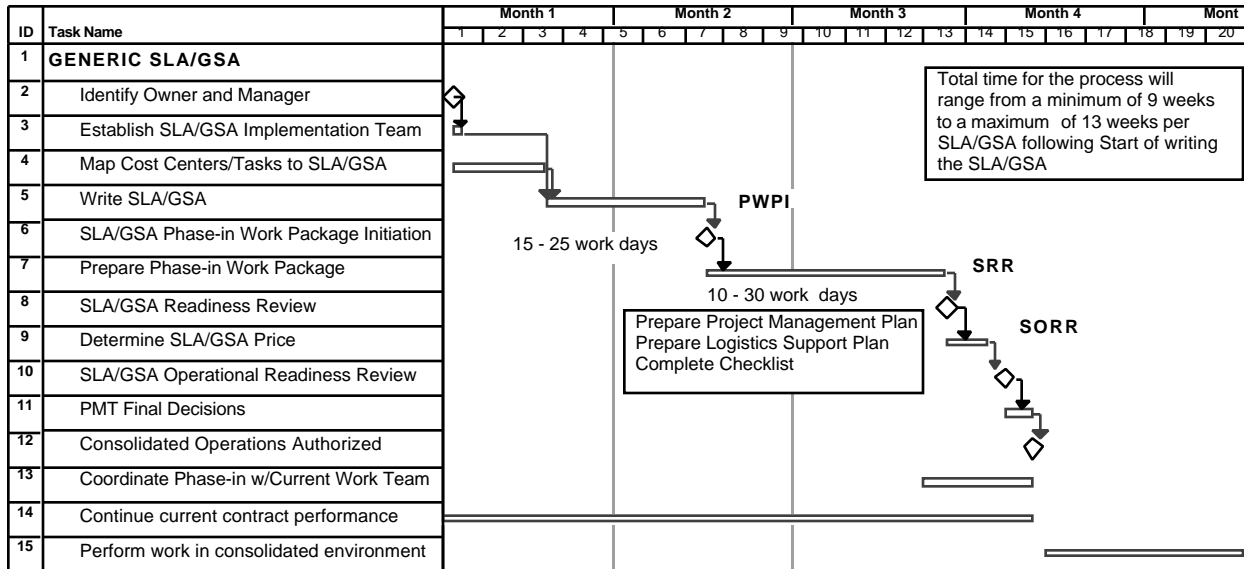 Month 1 Month 2 Month 3 Month 4 Mont
ID Task Name 1 2 3 4 5 6 7 8 9 10 11 12 13 14 15 16 17 18 19 20
1 GENERIC SLA/GSA
Total time for the process will
range from a minimum of 9 weeks
to a maximum of 13 weeks per
SLA/GSA following Start of writing
the SLA/GSA
2 Identify Owner and Manager
3 Establish SLA/GSA Implementation Team
4 Map Cost Centers/Tasks to SLA/GSA
5 Write SLA/GSA
PWPI
6 SLA/GSA Phase-in Work Package Initiation
15 - 25 work days
7 Prepare Phase-in Work Package
SRR
10 - 30 work days
8 SLA/GSA Readiness Review
SORR
Prepare Project Management Plan
Prepare Logistics Support Plan
Complete Checklist
9 Determine SLA/GSA Price
10 SLA/GSA Operational Readiness Review
11 PMT Final Decisions
12 Consolidated Operations Authorized
13 Coordinate Phase-in w/Current Work Team
14 Continue current contract performance
15 Perform work in consolidated environment